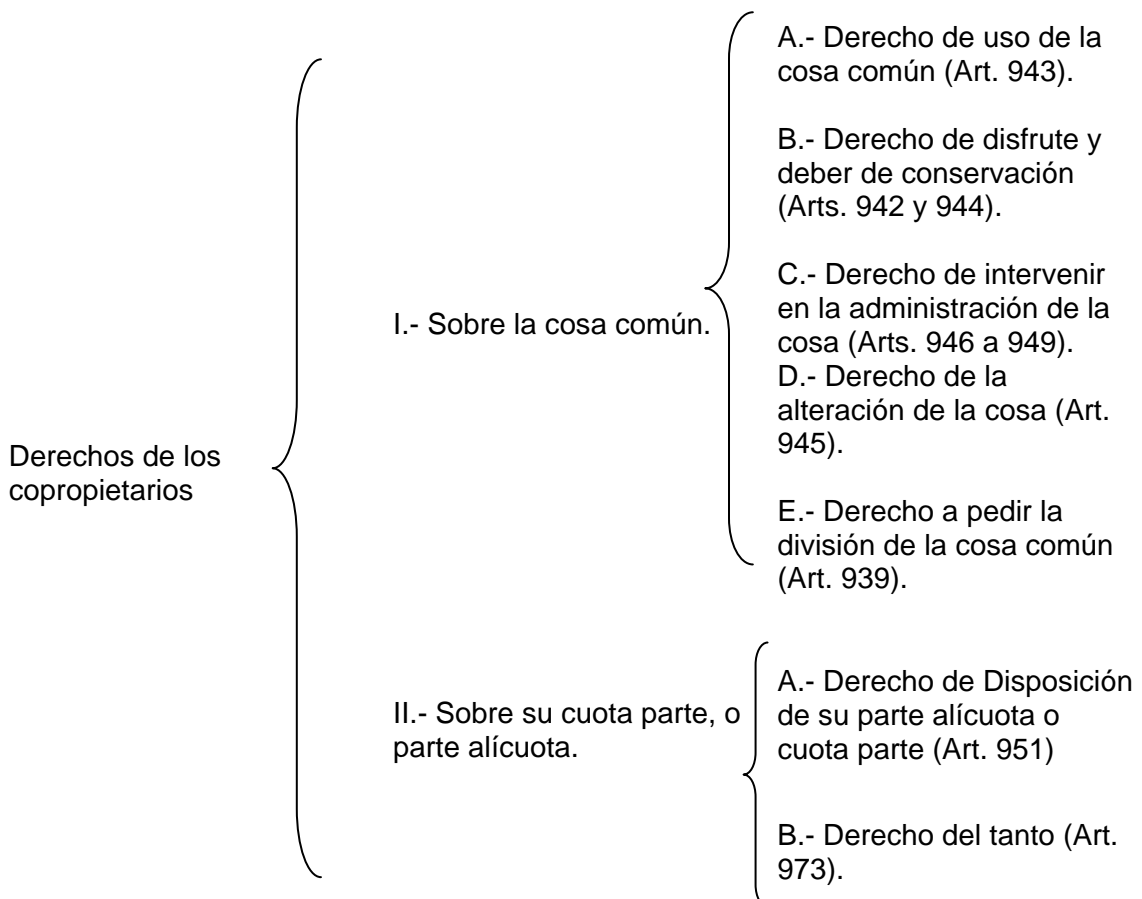 Derechos de los
copropietarios
I.- Sobre la cosa común.
A.- Derecho de uso de la
cosa común (Art. 943).
B.- Derecho de disfrute y
deber de conservación
(Arts. 942 y 944).
C.- Derecho de intervenir
en la administración de la
cosa (Arts. 946 a 949).
D.- Derecho de la
alteración de la cosa (Art.
945).
E.- Derecho a pedir la
división de la cosa común
(Art. 939).
II.- Sobre su cuota parte, o
parte alícuota.
A.- Derecho de Disposición
de su parte alícuota o
cuota parte (Art. 951)
B.- Derecho del tanto (Art.
973).